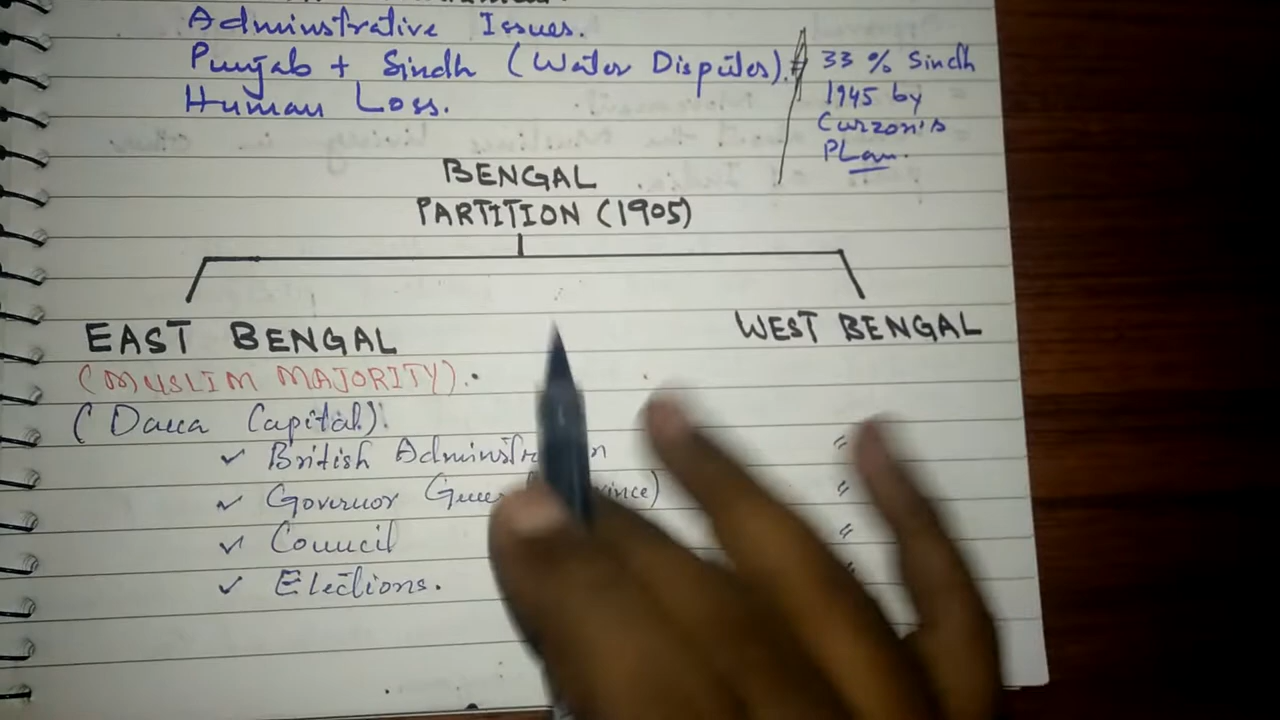 Adminstrative Issues.
Punjab + Sindh (Water Disputes).
Human Loss.
33 % Sindh
1945 by
Curzon's
PLan.
BENGAL
PARTITION (1905)
EAST BENGAL
WEST BENGAL
(MUSLIM MAJORITY).
(Dacca Capital).
✓ British "
✓ Governor "
✓ Council "
✓ Elections. "